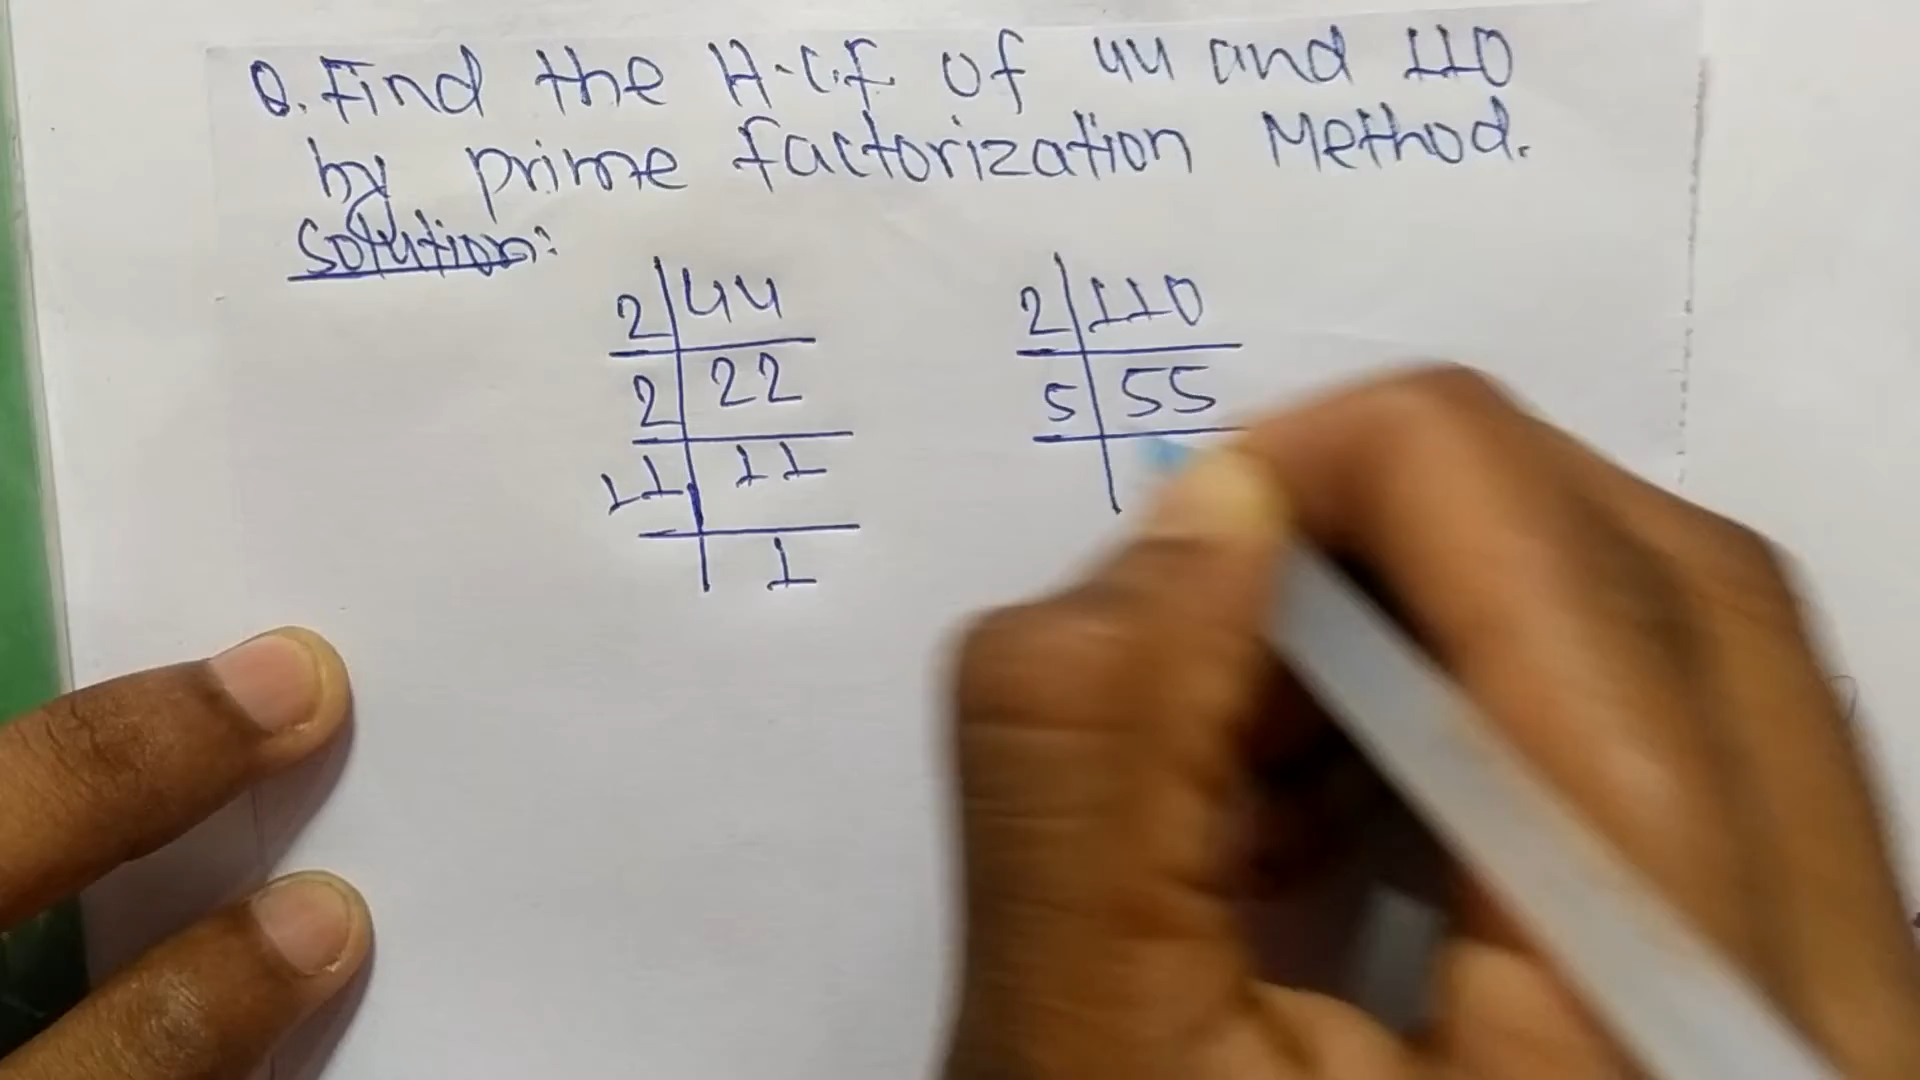 Q. Find the H.C.F of 44 and 110
by prime factorization Method.
Solution:
2 44
2 22
11 11
1
2 110
5 55